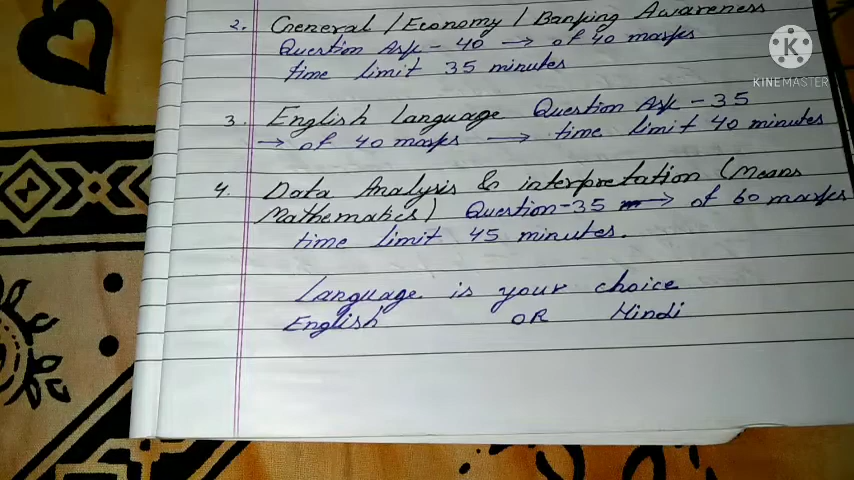 2. General / Economy / Banking Awareness
Question Ask - 40 → of 40 marks
time limit 35 minutes
3. English Language Question Ask - 35
→ of 40 marks → time limit 40 minutes
4. Data Analysis & interpretation (Means
Mathematics) Question-35 → of 60 marks
time limit 45 minutes.
Language is your choice
English OR Hindi
KINEMASTER